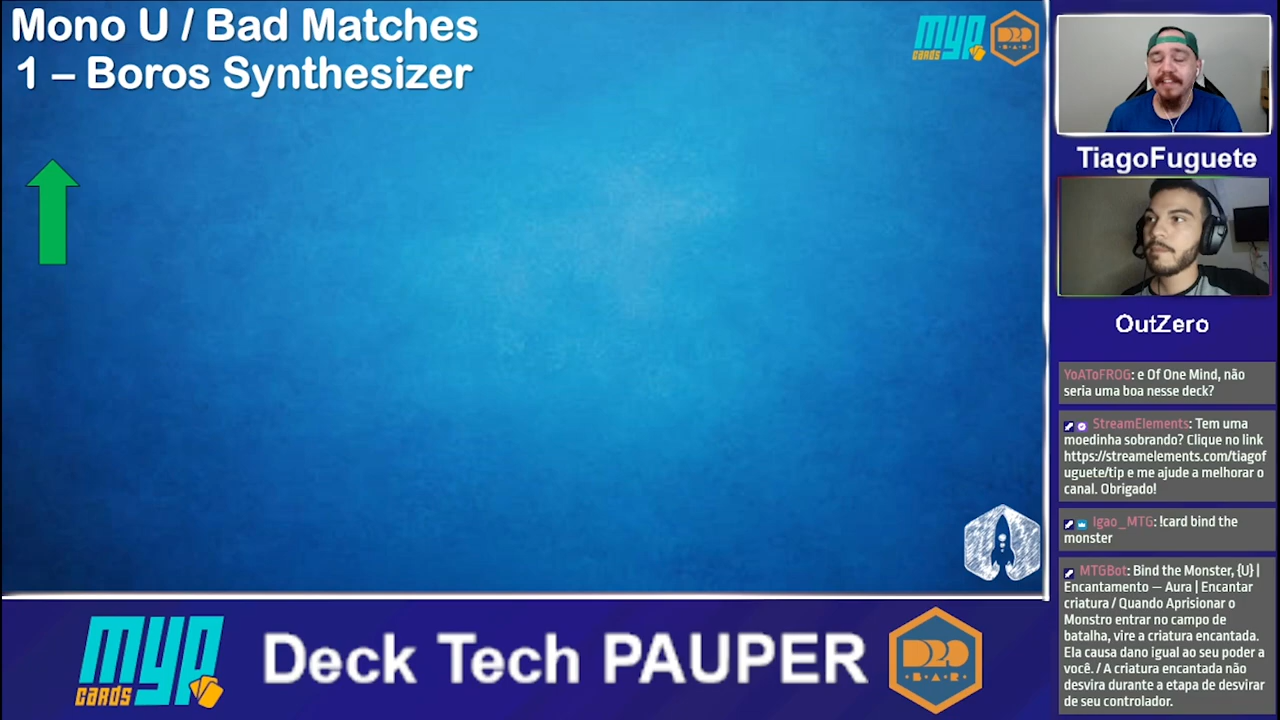 Mono U / Bad Matches
1 – Boros Synthesizer
myp
CARDS
D20
BAR
TiagoFuguete
OutZero
YoAToFROG: e Of One Mind, não
seria uma boa nesse deck?
StreamElements: Tem uma
moedinha sobrando? Clique no link
https://streamelements.com/tiagof
uguete/tip e me ajude a melhorar o
canal. Obrigado!
Igao_MTG: !card bind the
monster
MTGBot: Bind the Monster, {U} |
Encantamento — Aura | Encantar
criatura / Quando Aprisionar o
Monstro entrar no campo de
batalha, vire a criatura encantada.
Ela causa dano igual ao seu poder a
você. / A criatura encantada não
desvira durante a etapa de desvirar
de seu controlador.
myp
CARDS
Deck Tech PAUPER
D20
BAR